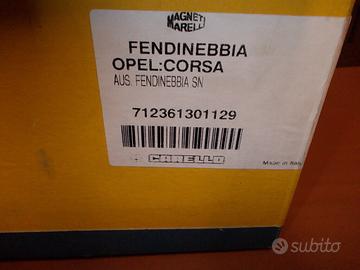 MAGNETI
MARELLI
FENDINEBBIA
OPEL:CORSA
AUS. FENDINEBBIA SN
712361301129
CARELLO
Made in Italy
subito